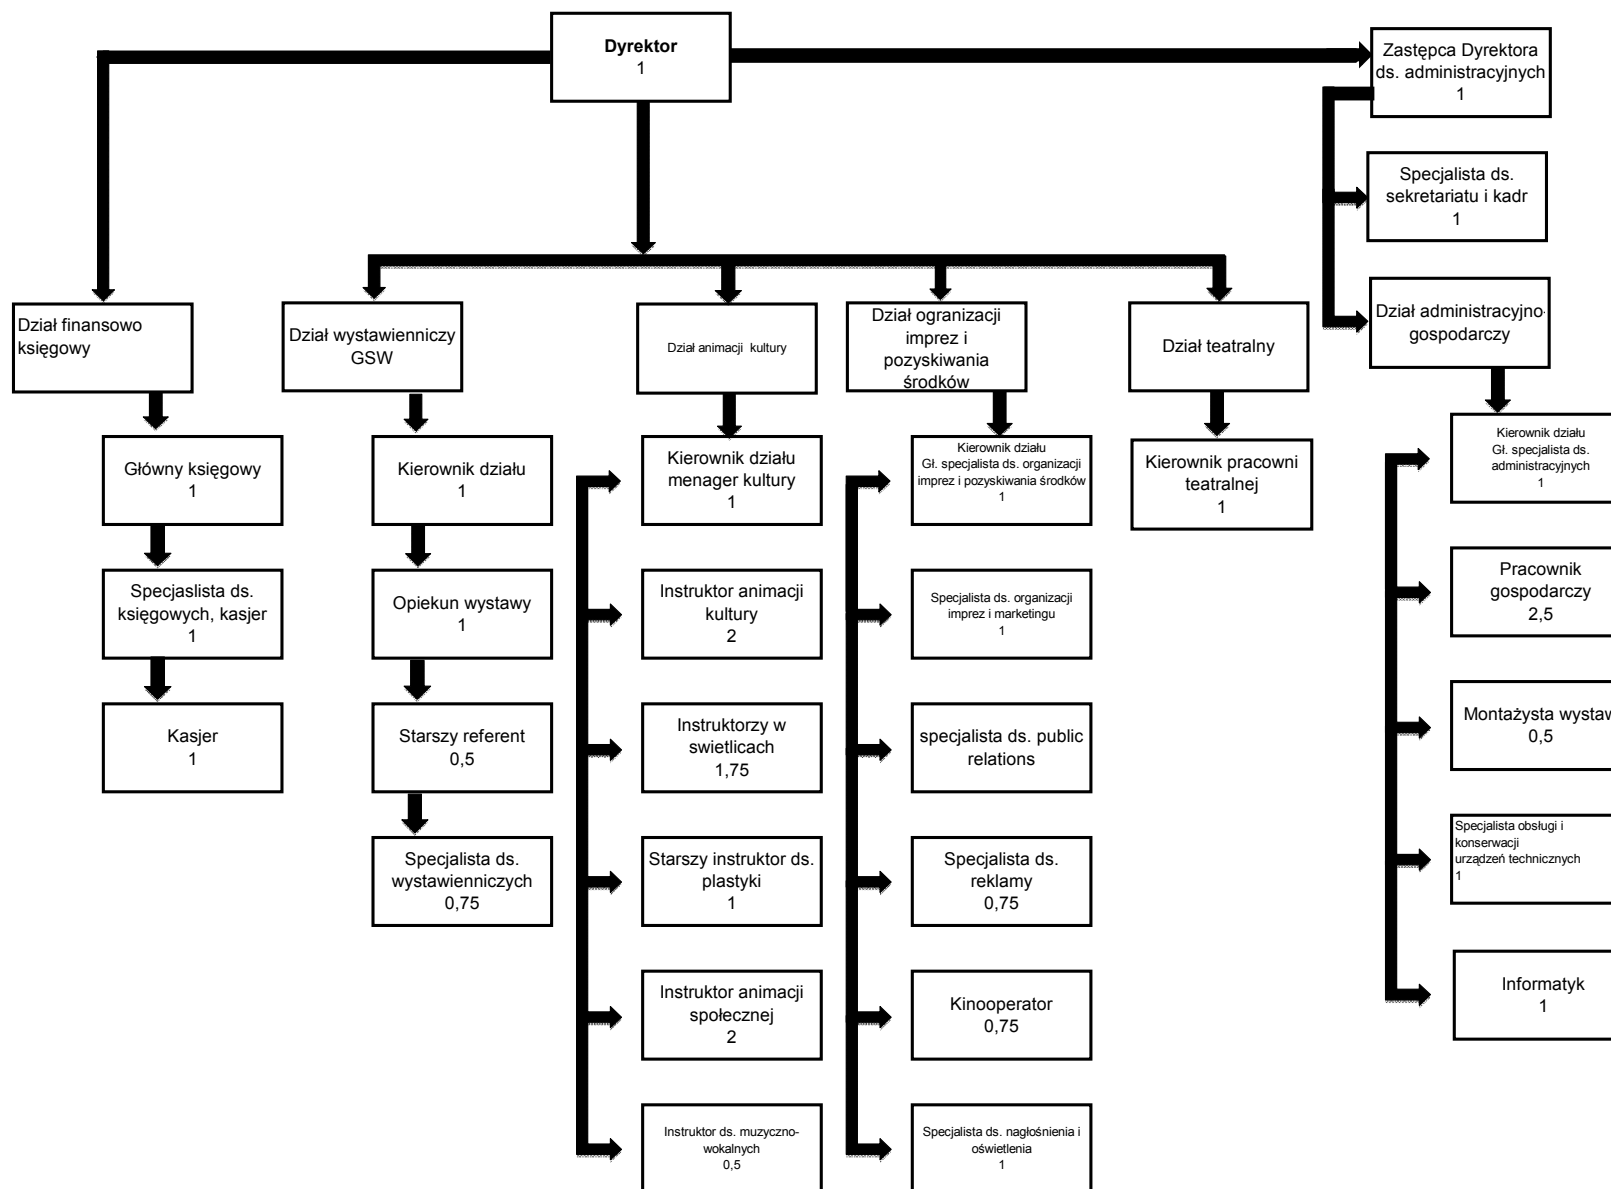 Dyrektor
1
Zastępca Dyrektora
ds. administracyjnych
1
Specjalista ds.
sekretariatu i kadr
1
Dział finansowo
księgowy
Dział wystawienniczy
GSW
Dział animacji kultury
Dział ogranizacji
imprez i
pozyskiwania
środków
Dział teatralny
Dział administracyjno-
gospodarczy
Główny księgowy
1
Kierownik działu
1
Kierownik działu
menager kultury
1
Kierownik działu
Gł. specjalista ds. organizacji
imprez i pozyskiwania środków
1
Kierownik pracowni
teatralnej
1
Kierownik działu
Gł. specjalista ds.
administracyjnych
1
Specjaslista ds.
księgowych, kasjer
1
Opiekun wystawy
1
Instruktor animacji
kultury
2
Specjalista ds. organizacji
imprez i marketingu
1
Pracownik
gospodarczy
2,5
Kasjer
1
Starszy referent
0,5
Instruktorzy w
swietlicach
1,75
specjalista ds. public
relations
Montażysta wystaw
0,5
Specjalista ds.
wystawienniczych
0,75
Starszy instruktor ds.
plastyki
1
Specjalista ds.
reklamy
0,75
Specjalista obsługi i
konserwacji
urządzeń technicznych
1
Instruktor animacji
społecznej
2
Kinooperator
0,75
Informatyk
1
Instruktor ds. muzyczno-
wokalnych
0,5
Specjalista ds. nagłośnienia i
oświetlenia
1